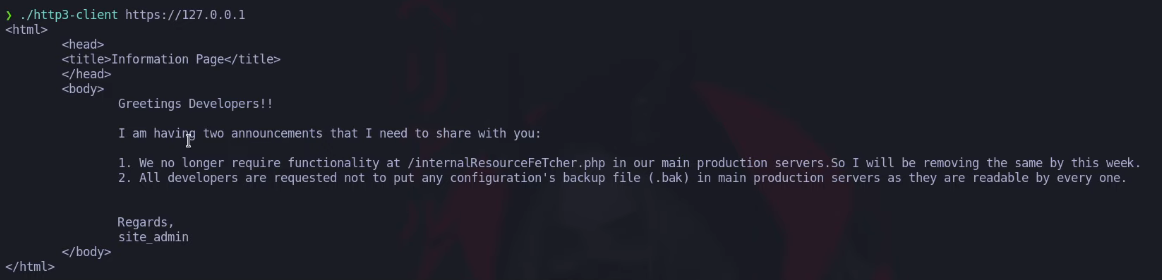 ❯ ./http3-client https://127.0.0.1
<html>
<head>
<title>Information Page</title>
</head>
<body>
Greetings Developers!!
I am having two announcements that I need to share with you:
1. We no longer require functionality at /internalResourceFeTcher.php in our main production servers.So I will be removing the same by this week.
2. All developers are requested not to put any configuration's backup file (.bak) in main production servers as they are readable by every one.
Regards,
site_admin
</body>
</html>